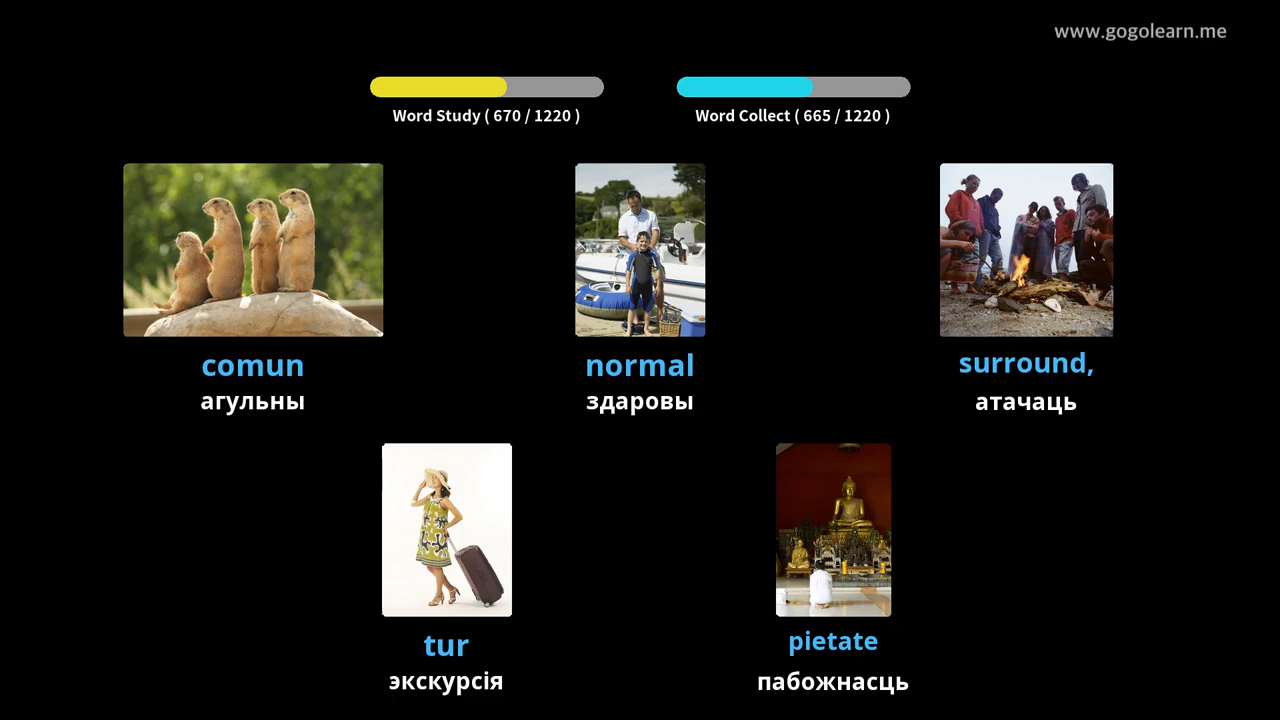 www.gogolearn.me
Word Study ( 670 / 1220 )
Word Collect ( 665 / 1220 )
comun
агульны
normal
здаровы
surround,
атачаць
tur
экскурсія
pietate
пабожнасць